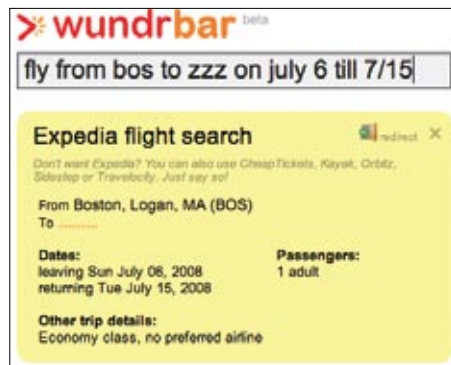 wundrbar beta
fly from bos to zzz on july 6 till 7/15
Expedia flight search redirect ×
Don't want Expedia? You can also use CheapTickets, Kayak, Orbitz,
Sidestep or Travelocity. Just say so!
From Boston, Logan, MA (BOS)
To .........
Dates: Passengers:
leaving Sun July 06, 2008 1 adult
returning Tue July 15, 2008
Other trip details:
Economy class, no preferred airline